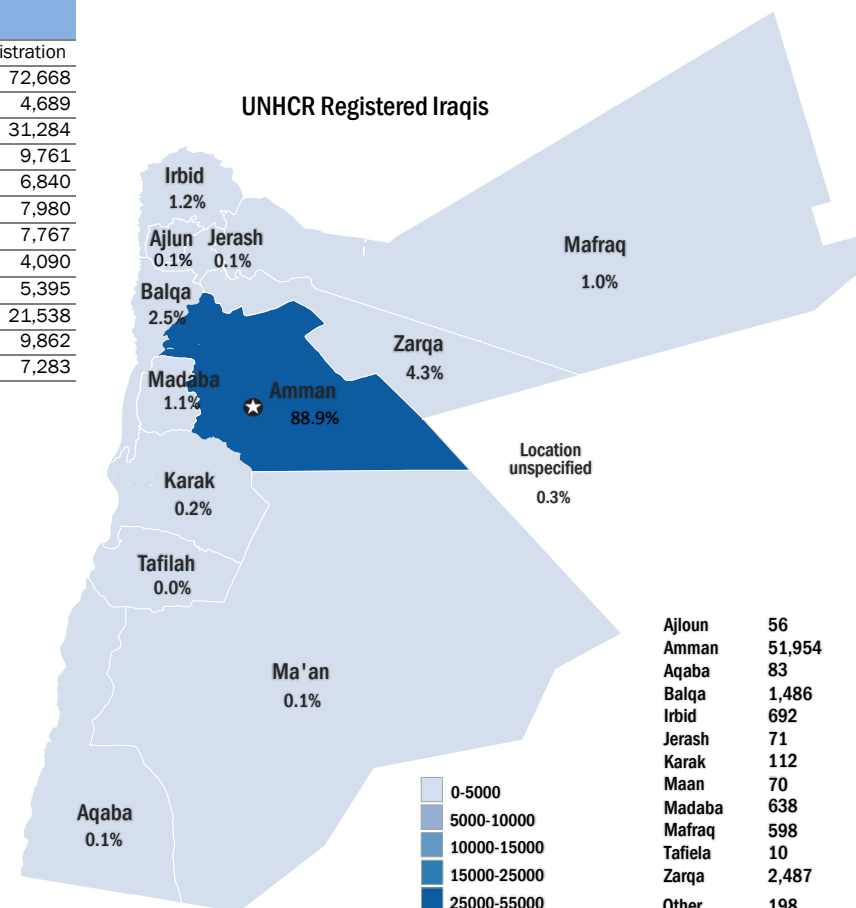 istration
72,668
4,689
31,284
9,761
6,840
7,980
7,767
4,090
5,395
21,538
9,862
7,283
UNHCR Registered Iraqis
Irbid
1.2%
Ajlun
0.1%
Jerash
0.1%
Mafraq
1.0%
Balqa
2.5%
Zarqa
4.3%
Madaba
1.1%
Amman
88.9%
Location
unspecified
0.3%
Karak
0.2%
Tafilah
0.0%
Ma'an
0.1%
Aqaba
0.1%
0-5000
5000-10000
10000-15000
15000-25000
25000-55000
Ajloun 56
Amman 51,954
Aqaba 83
Balqa 1,486
Irbid 692
Jerash 71
Karak 112
Maan 70
Madaba 638
Mafraq 598
Tafiela 10
Zarqa 2,487
Other 198